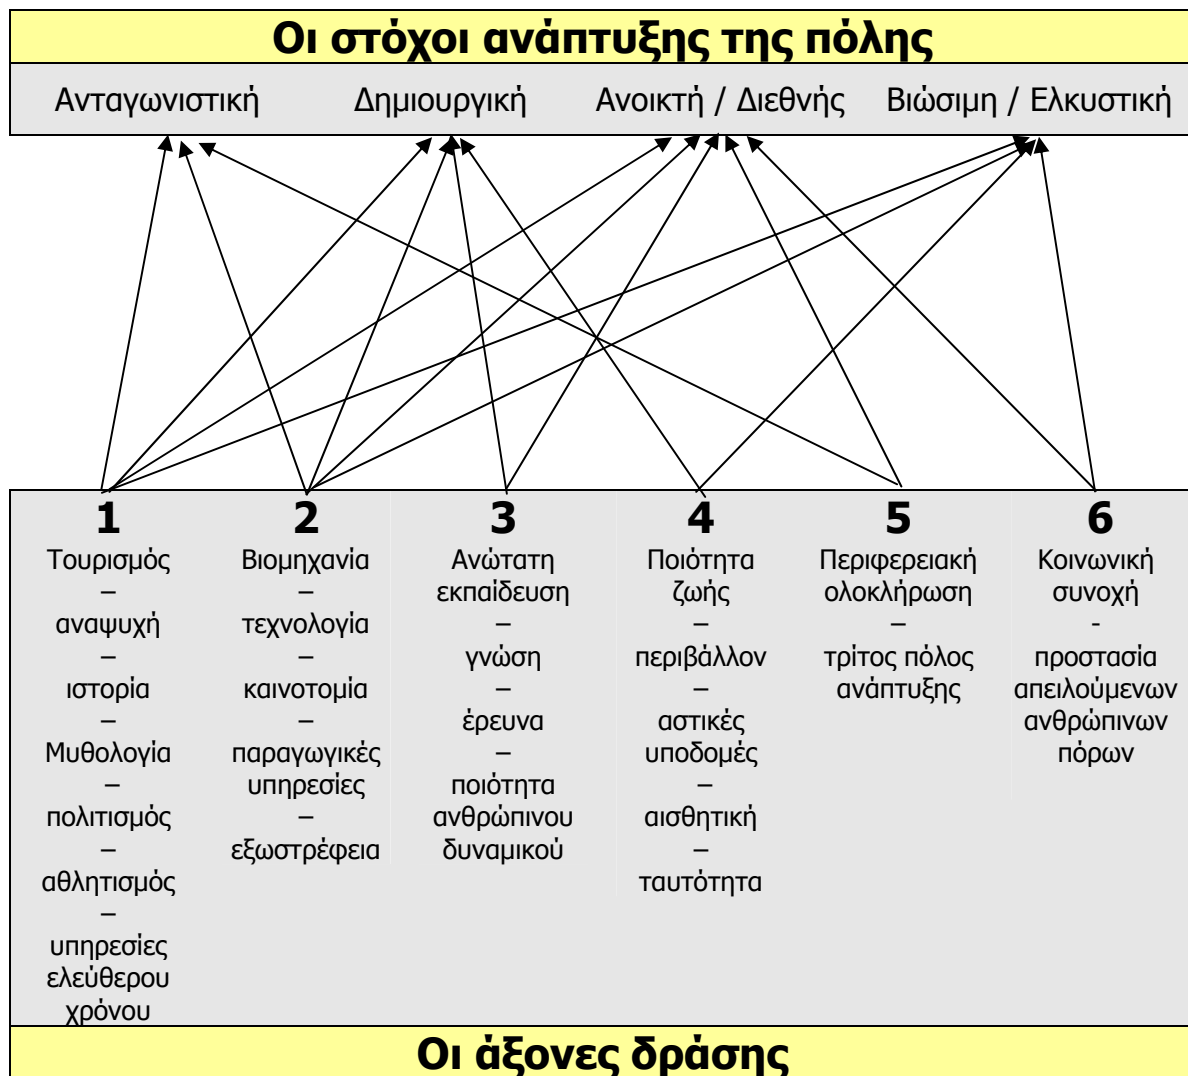 Οι στόχοι ανάπτυξης της πόλης
Ανταγωνιστική Δημιουργική Ανοικτή / Διεθνής Βιώσιμη / Ελκυστική
1
Τουρισμός
–
αναψυχή
–
ιστορία
–
Μυθολογία
–
πολιτισμός
–
αθλητισμός
–
υπηρεσίες
ελεύθερου
χρόνου
2
Βιομηχανία
–
τεχνολογία
–
καινοτομία
–
παραγωγικές
υπηρεσίες
–
εξωστρέφεια
3
Ανώτατη
εκπαίδευση
–
γνώση
–
έρευνα
–
ποιότητα
ανθρώπινου
δυναμικού
4
Ποιότητα
ζωής
–
περιβάλλον
–
αστικές
υποδομές
–
αισθητική
–
ταυτότητα
5
Περιφερειακή
ολοκλήρωση
–
τρίτος πόλος
ανάπτυξης
6
Κοινωνική
συνοχή
-
προστασία
απειλούμενων
ανθρώπινων
πόρων
Οι άξονες δράσης